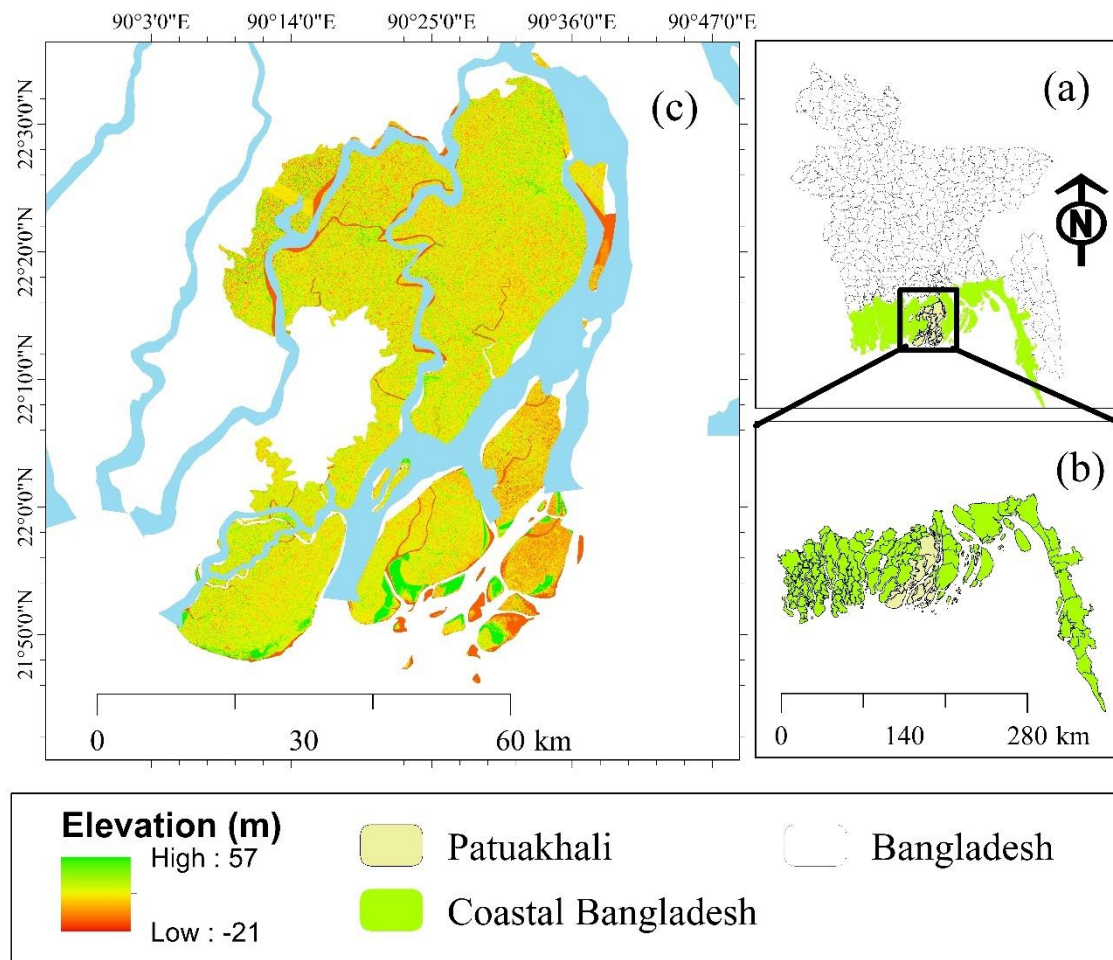 90°3'0"E 90°14'0"E 90°25'0"E 90°36'0"E 90°47'0"E
22°30'0"N
22°20'0"N
22°10'0"N
22°0'0"N
21°50'0"N
(c)
0 30 60 km
(a)
N
(b)
0 140 280 km
Elevation (m)
High : 57
Low : -21
Patuakhali
Coastal Bangladesh
Bangladesh